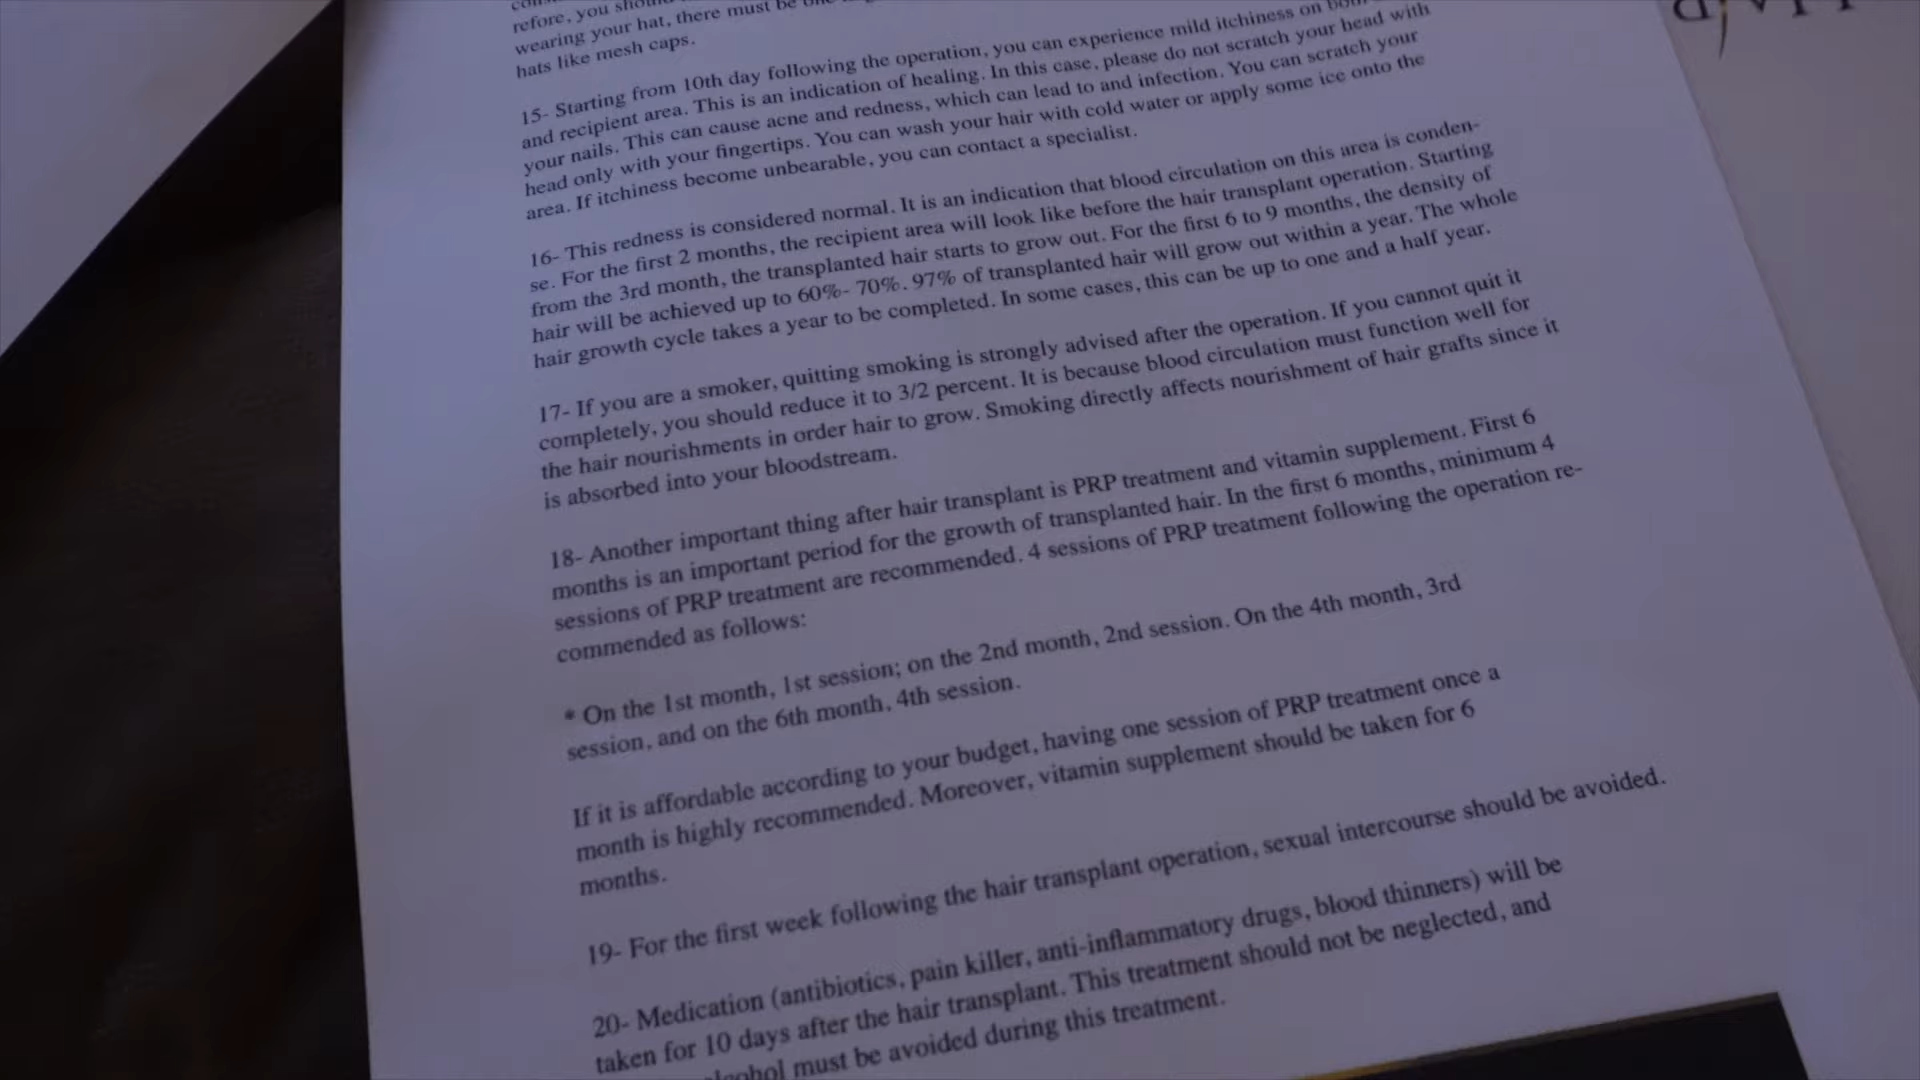 refore, you should
wearing your hat, there must be
hats like mesh caps.
15- Starting from 10th day following the operation, you can experience mild itchiness on both
and recipient area. This is an indication of healing. In this case, please do not scratch your head with
your nails. This can cause acne and redness, which can lead to and infection. You can scratch your
head only with your fingertips. You can wash your hair with cold water or apply some ice onto the
area. If itchiness become unbearable, you can contact a specialist.
16- This redness is considered normal. It is an indication that blood circulation on this area is conden-
se. For the first 2 months, the recipient area will look like before the hair transplant operation. Starting
from the 3rd month, the transplanted hair starts to grow out. For the first 6 to 9 months, the density of
hair will be achieved up to 60%- 70%. 97% of transplanted hair will grow out within a year. The whole
hair growth cycle takes a year to be completed. In some cases, this can be up to one and a half year.
17- If you are a smoker, quitting smoking is strongly advised after the operation. If you cannot quit it
completely, you should reduce it to 3/2 percent. It is because blood circulation must function well for
the hair nourishments in order hair to grow. Smoking directly affects nourishment of hair grafts since it
is absorbed into your bloodstream.
18- Another important thing after hair transplant is PRP treatment and vitamin supplement. First 6
months is an important period for the growth of transplanted hair. In the first 6 months, minimum 4
sessions of PRP treatment are recommended. 4 sessions of PRP treatment following the operation re-
commended as follows:
* On the 1st month, 1st session; on the 2nd month, 2nd session. On the 4th month, 3rd
session, and on the 6th month, 4th session.
If it is affordable according to your budget, having one session of PRP treatment once a
month is highly recommended. Moreover, vitamin supplement should be taken for 6
months.
19- For the first week following the hair transplant operation, sexual intercourse should be avoided.
20- Medication (antibiotics, pain killer, anti-inflammatory drugs, blood thinners) will be
taken for 10 days after the hair transplant. This treatment should not be neglected, and
alcohol must be avoided during this treatment.